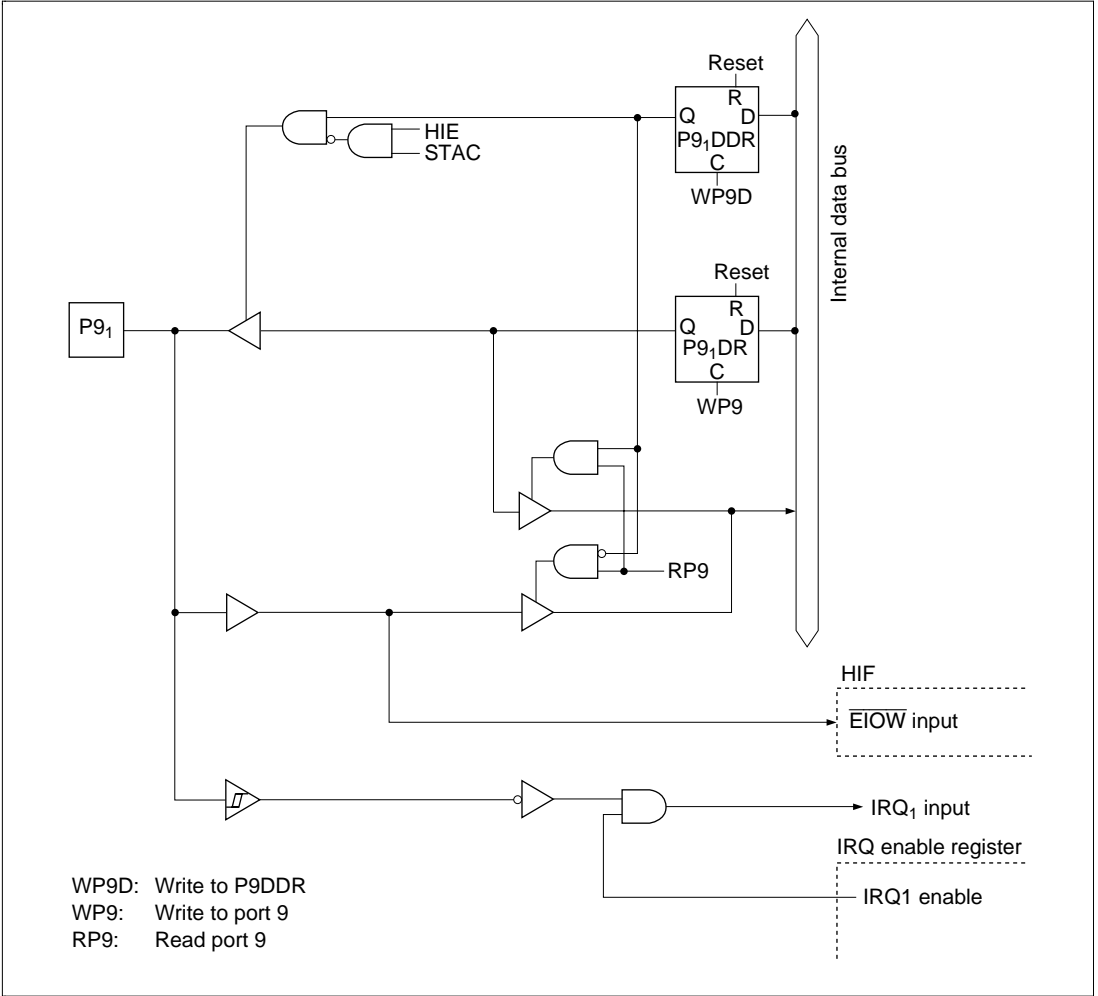 Reset
R
Q
D
P9₁DDR
C
WP9D
HIE
STAC
Internal data bus
Reset
R
Q
D
P9₁DR
C
WP9
P9₁
RP9
HIF
E̅I̅O̅W̅ input
IRQ₁ input
IRQ enable register
IRQ1 enable
WP9D: Write to P9DDR
WP9: Write to port 9
RP9: Read port 9